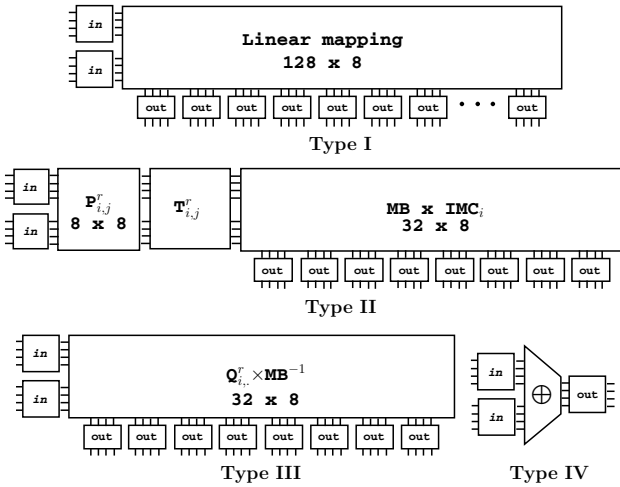 in
Linear mapping
in
128 x 8
out out out out out out out • • • out
Type I
in
P^r_{i,j}
8 x 8
T^r_{i,j}
MB x IMC_i
32 x 8
in
out out out out out out out out
Type II
in
Q^r_{i,.}×MB^{-1}
32 x 8
in
out out out out out out out out
Type III
in
in
⊕
out
Type IV